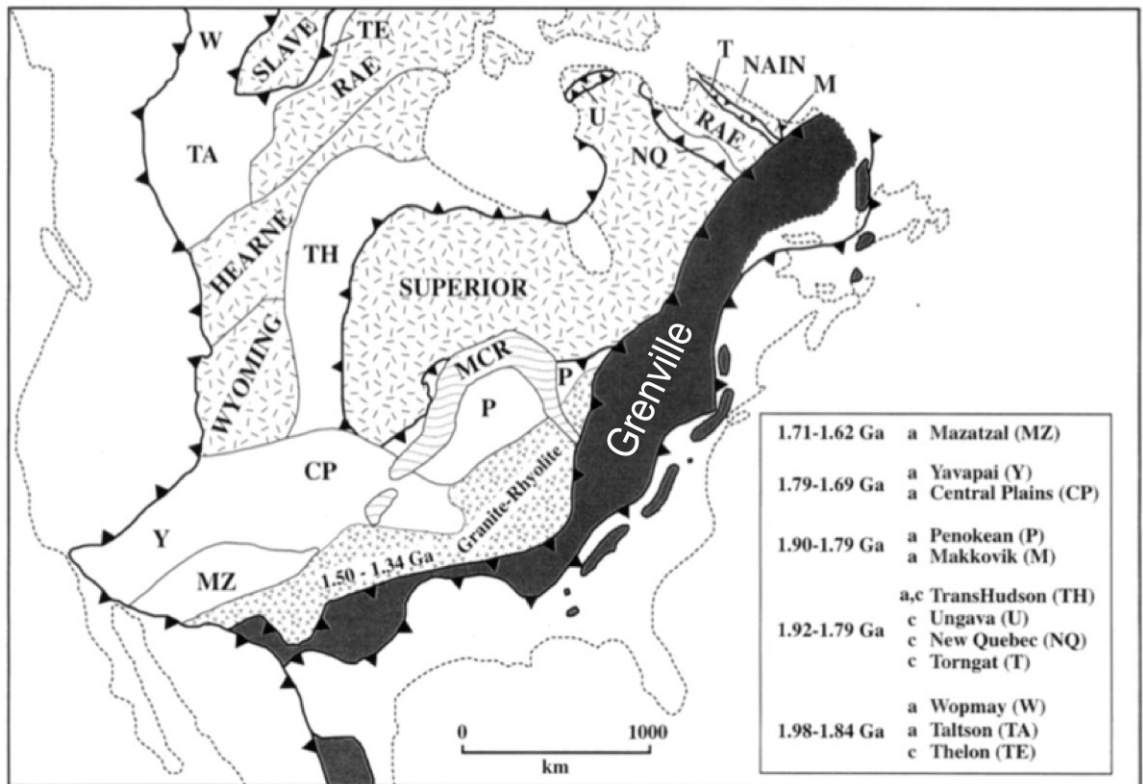 W
SLAVE
TE
RAE
T
NAIN
M
U
RAE
NQ
TA
HEARNE
TH
SUPERIOR
WYOMING
MCR
P
P
Grenville
CP
Granite-Rhyolite
1.50 - 1.34 Ga
Y
MZ
0 1000
km
1.71-1.62 Ga a Mazatzal (MZ)
1.79-1.69 Ga a Yavapai (Y)
a Central Plains (CP)
1.90-1.79 Ga a Penokean (P)
a Makkovik (M)
1.92-1.79 Ga a,c TransHudson (TH)
c Ungava (U)
c New Quebec (NQ)
c Torngat (T)
1.98-1.84 Ga a Wopmay (W)
a Taltson (TA)
c Thelon (TE)